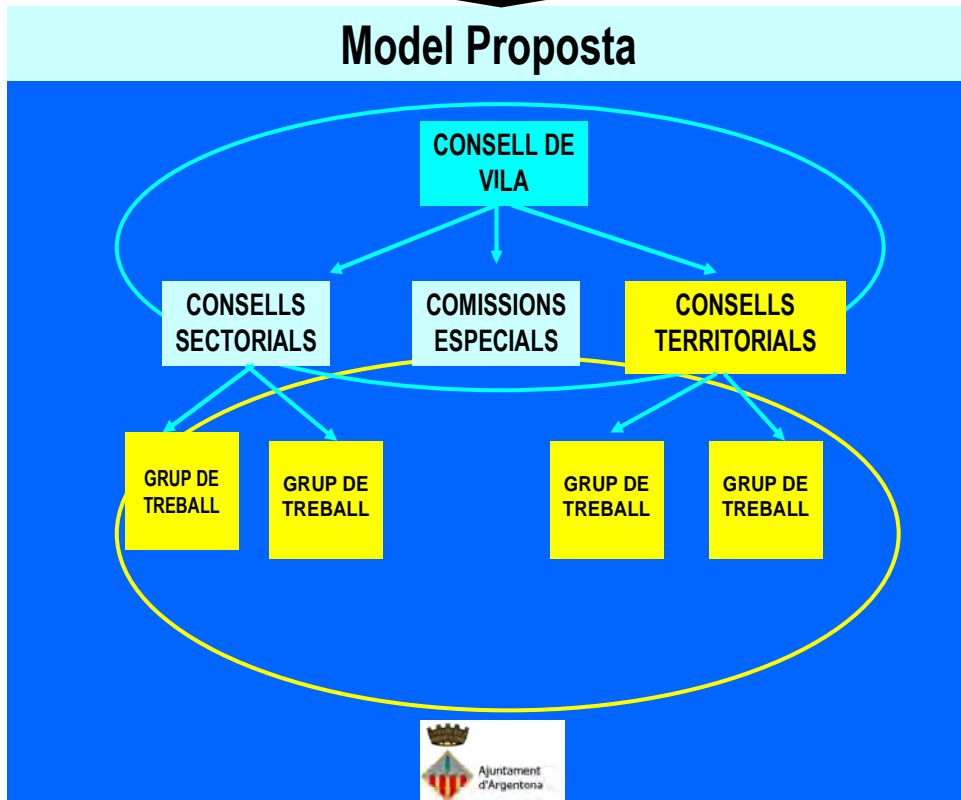 Model Proposta
CONSELL DE
VILA
CONSELLS
SECTORIALS
COMISSIONS
ESPECIALS
CONSELLS
TERRITORIALS
GRUP DE
TREBALL
GRUP DE
TREBALL
GRUP DE
TREBALL
GRUP DE
TREBALL
Ajuntament
d'Argentona